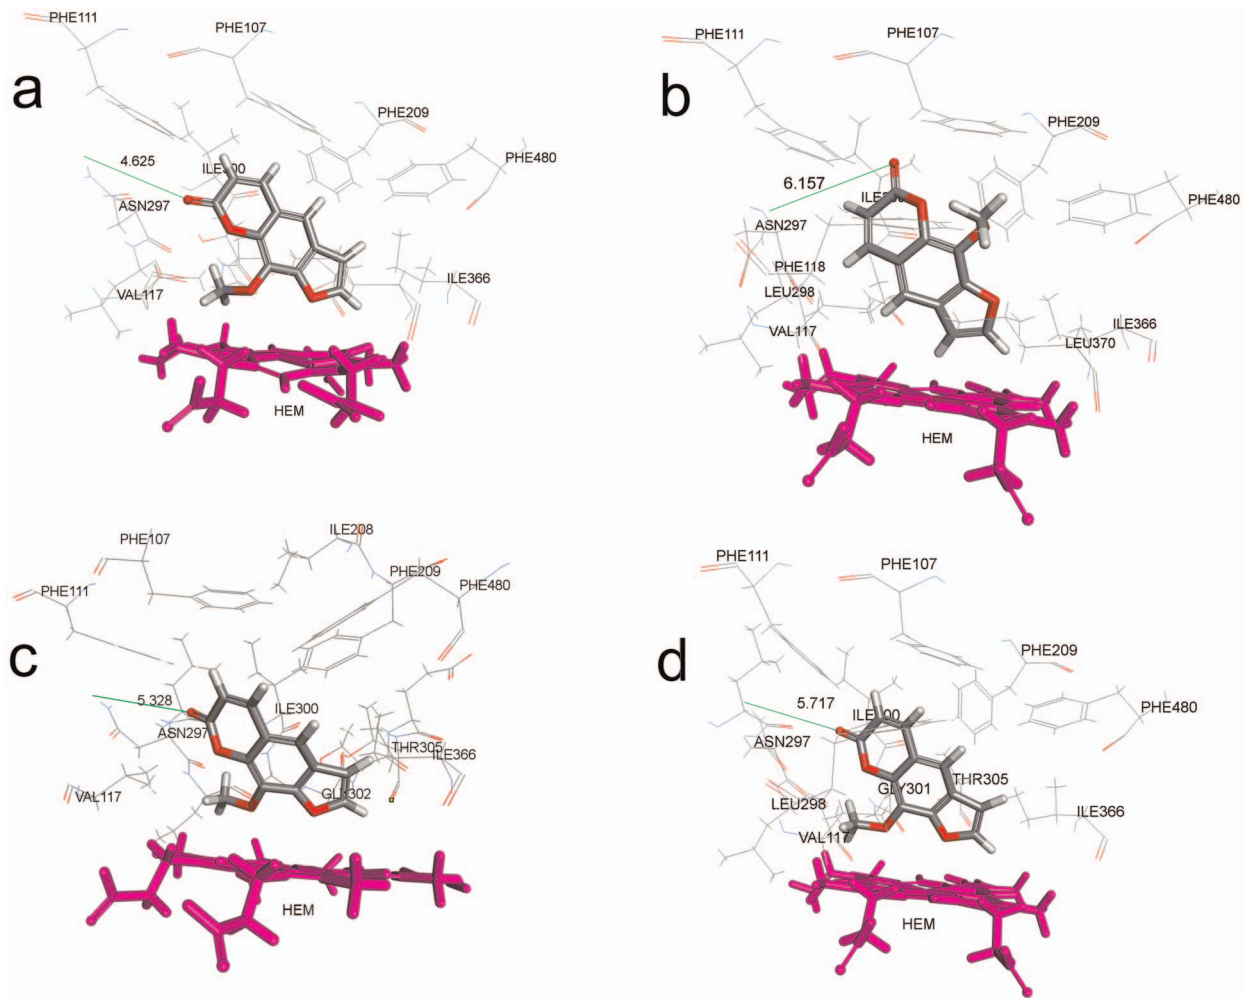 a
PHE111
PHE107
PHE209
PHE480
4.625
ASN297
VAL117
ILE366
HEM
b
PHE111
PHE107
PHE209
PHE480
6.157
ASN297
PHE118
LEU298
VAL117
ILE366
LEU370
HEM
c
PHE107
ILE208
PHE209
PHE480
PHE111
5.328
ILE300
ASN297
THR305
ILE366
GLY302
VAL117
HEM
d
PHE111
PHE107
PHE209
PHE480
5.717
ASN297
GLY301
THR305
LEU298
VAL117
ILE366
HEM